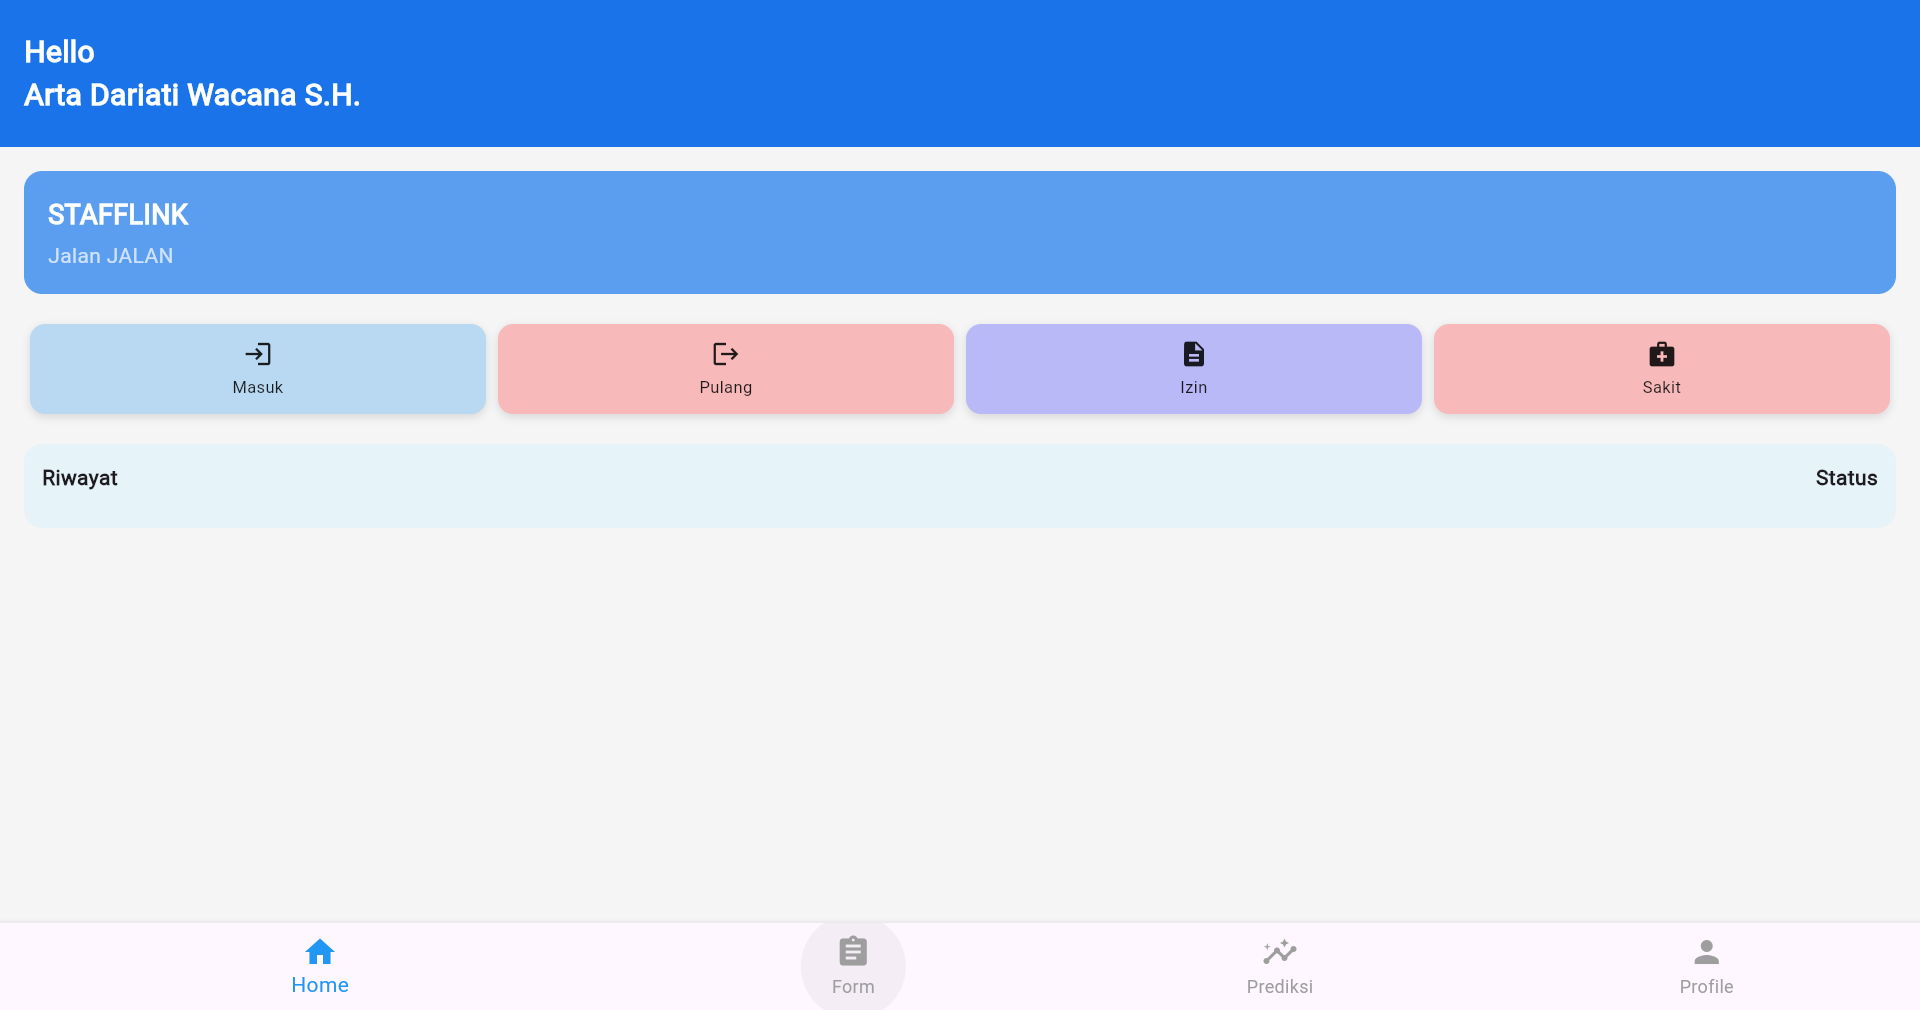 Hello
Arta Dariati Wacana S.H.
STAFFLINK
Jalan JALAN
Masuk
Pulang
Izin
Sakit
Riwayat
Status
Home
Form
Prediksi
Profile